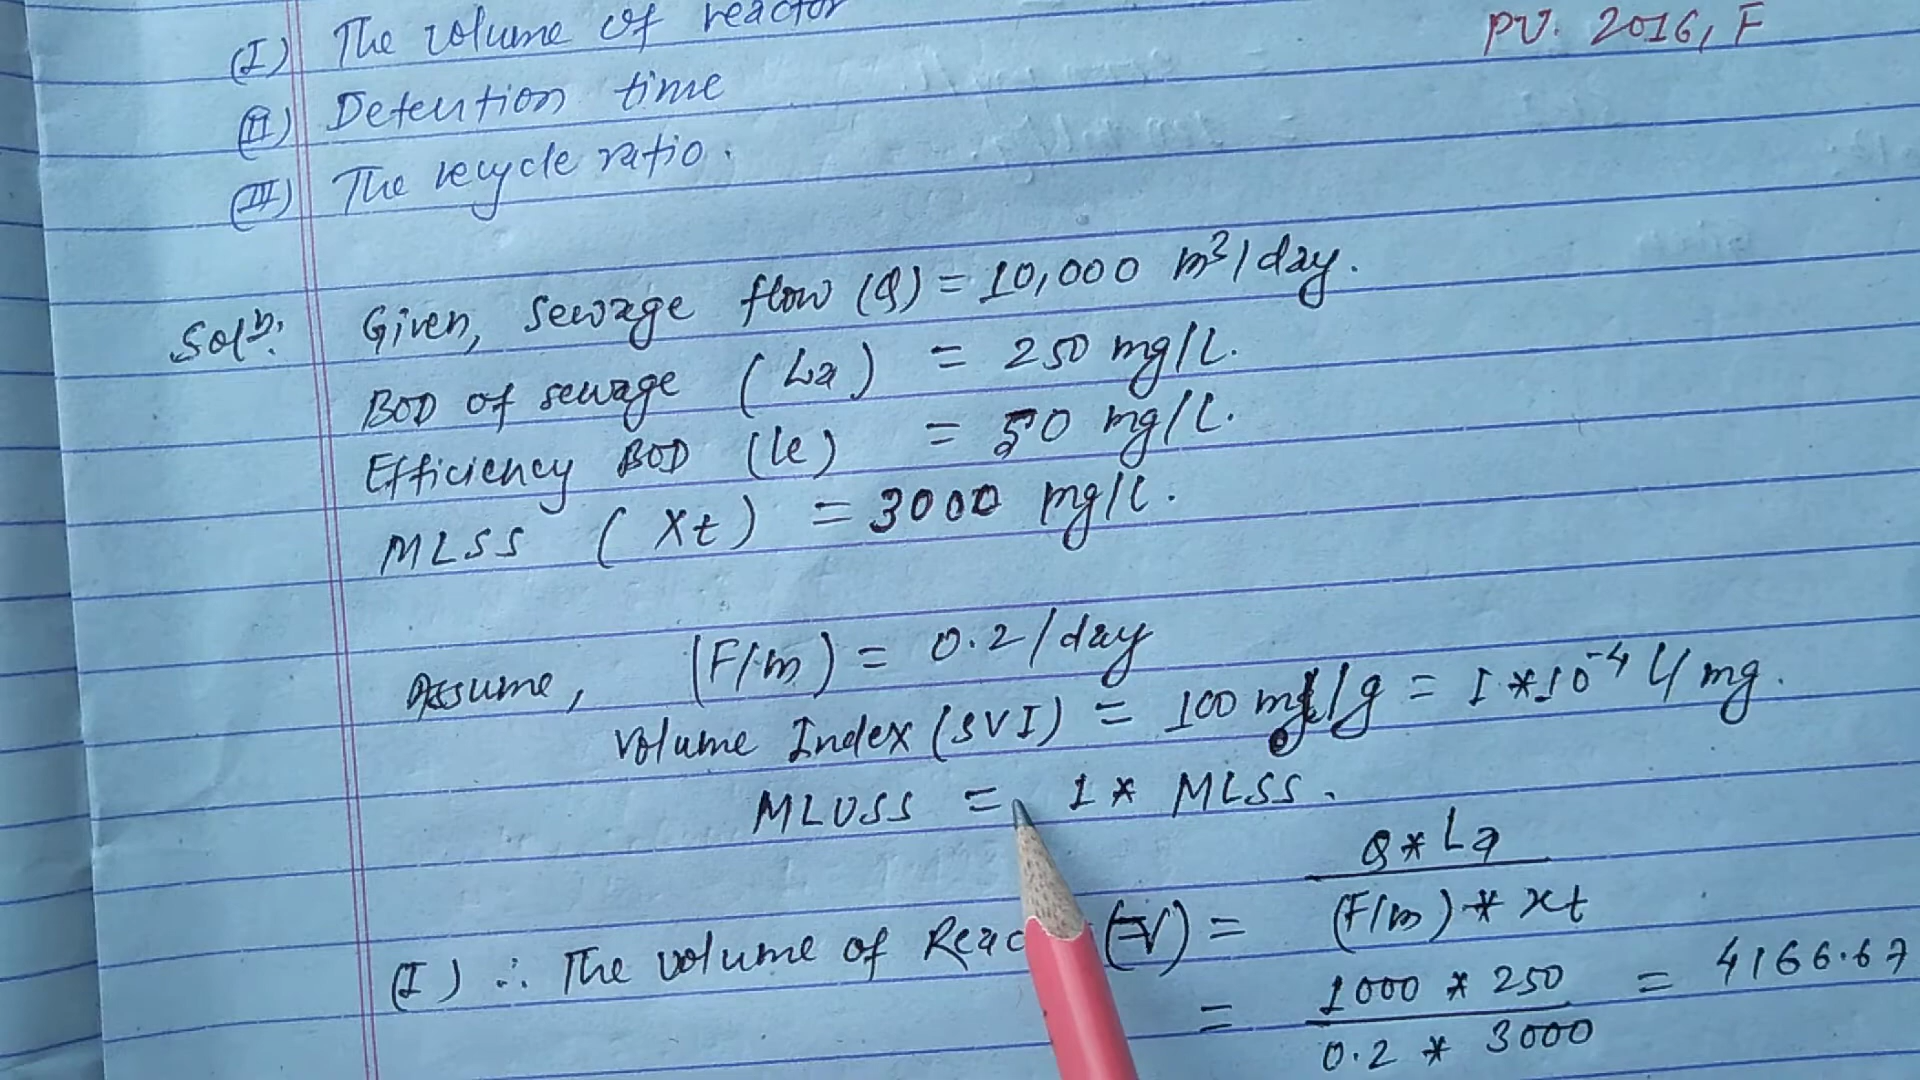 (I) The volume of reactor
PU. 2016, F
(II) Detention time
(III) The recycle ratio.
Solⁿ: Given, Sewage flow (Q) = 10,000 m³/day.
BOD of sewage (La) = 250 mg/L.
Efficiency BOD (le) = 50 mg/L.
MLSS (Xt) = 3000 mg/L.
Assume, (F/m) = 0.2/day
Volume Index (SVI) = 100 mL/g = 1*10⁻⁴ L/mg.
MLVSS = 1* MLSS.
(I) ∴ The volume of Reac (V) = Q * La
(F/m) * xt
= 1000 * 250 = 4166.67
0.2 * 3000